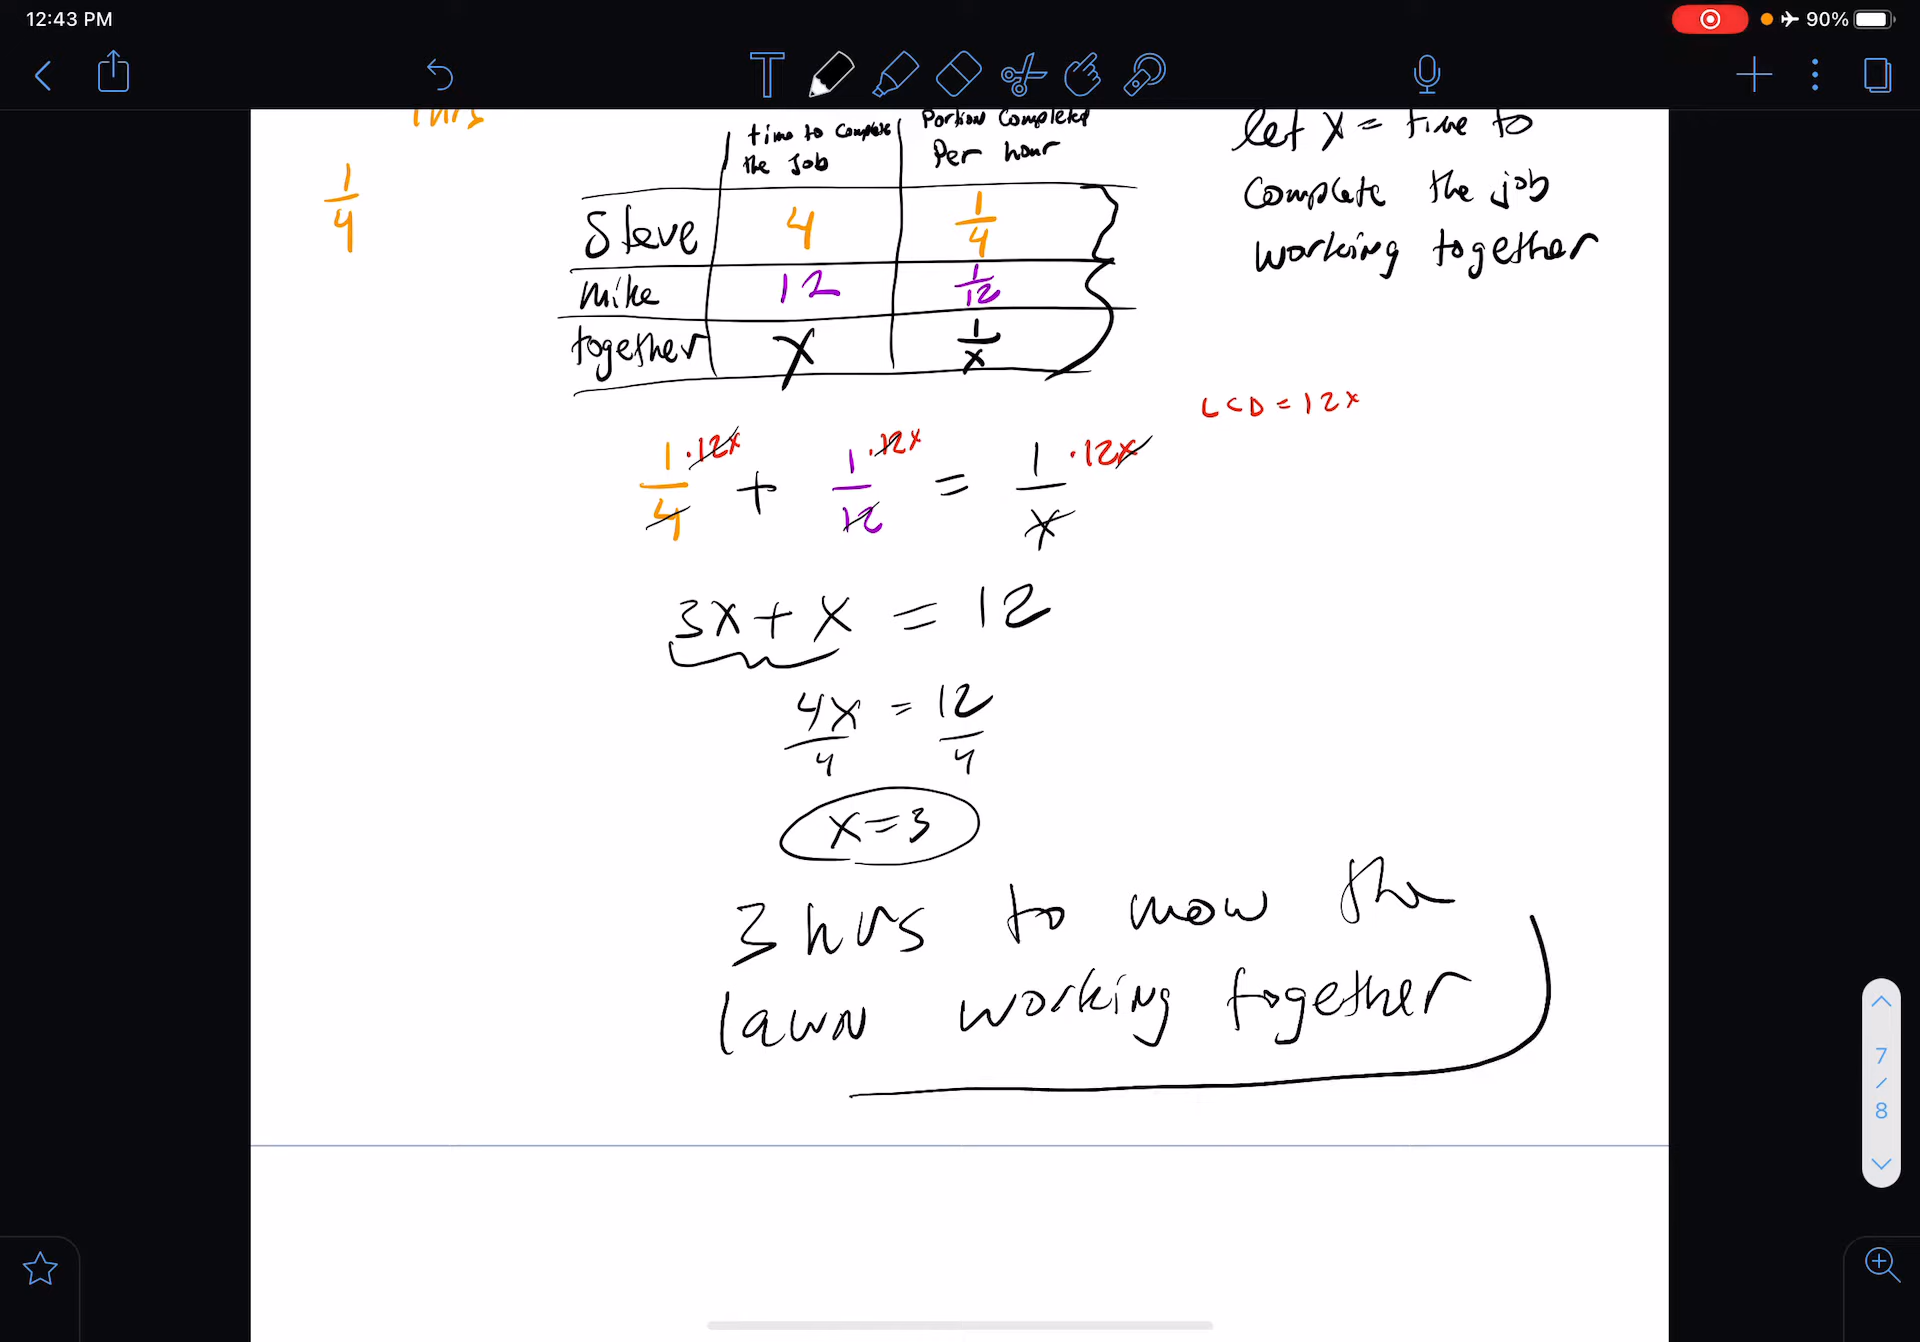 12:43 PM
90%
1hrs
time to complete the Job
Portion Completed Per hour
let x = time to
complete the job
working together
1/4
Steve 4 1/4
mike 12 1/12
together x 1/x
LCD = 12x
1/4 · 12x + 1/12 · 12x = 1/x · 12x
3x + x = 12
4x/4 = 12/4
x = 3
3 hrs to mow the
lawn working together
7
/
8